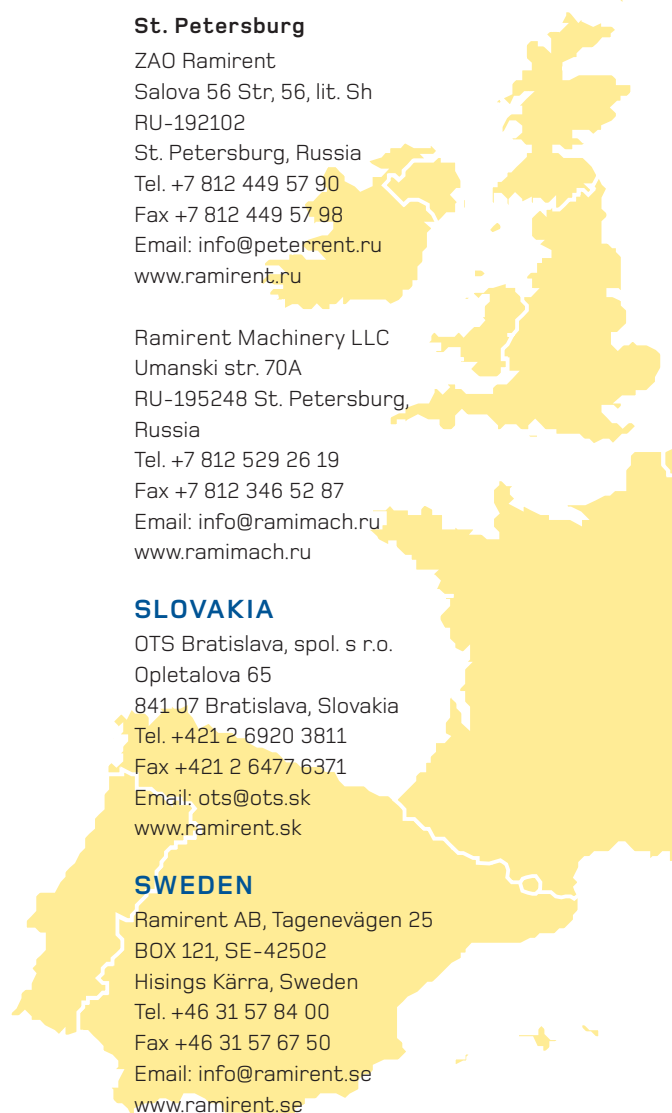 St. Petersburg
ZAO Ramirent
Salova 56 Str, 56, lit. Sh
RU-192102
St. Petersburg, Russia
Tel. +7 812 449 57 90
Fax +7 812 449 57 98
Email: info@peterrent.ru
www.ramirent.ru
Ramirent Machinery LLC
Umanski str. 70A
RU-195248 St. Petersburg,
Russia
Tel. +7 812 529 26 19
Fax +7 812 346 52 87
Email: info@ramimach.ru
www.ramimach.ru
SLOVAKIA
OTS Bratislava, spol. s r.o.
Opletalova 65
841 07 Bratislava, Slovakia
Tel. +421 2 6920 3811
Fax +421 2 6477 6371
Email: ots@ots.sk
www.ramirent.sk
SWEDEN
Ramirent AB, Tagenevägen 25
BOX 121, SE-42502
Hisings Kärra, Sweden
Tel. +46 31 57 84 00
Fax +46 31 57 67 50
Email: info@ramirent.se
www.ramirent.se